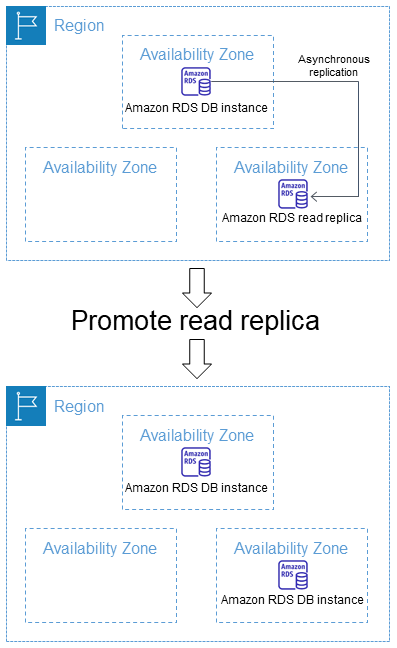 Region
Availability Zone
Asynchronous
replication
Amazon
RDS
Amazon RDS DB instance
Availability Zone
Availability Zone
Amazon
RDS
Amazon RDS read replica
Promote read replica
Region
Availability Zone
Amazon
RDS
Amazon RDS DB instance
Availability Zone
Availability Zone
Amazon
RDS
Amazon RDS DB instance